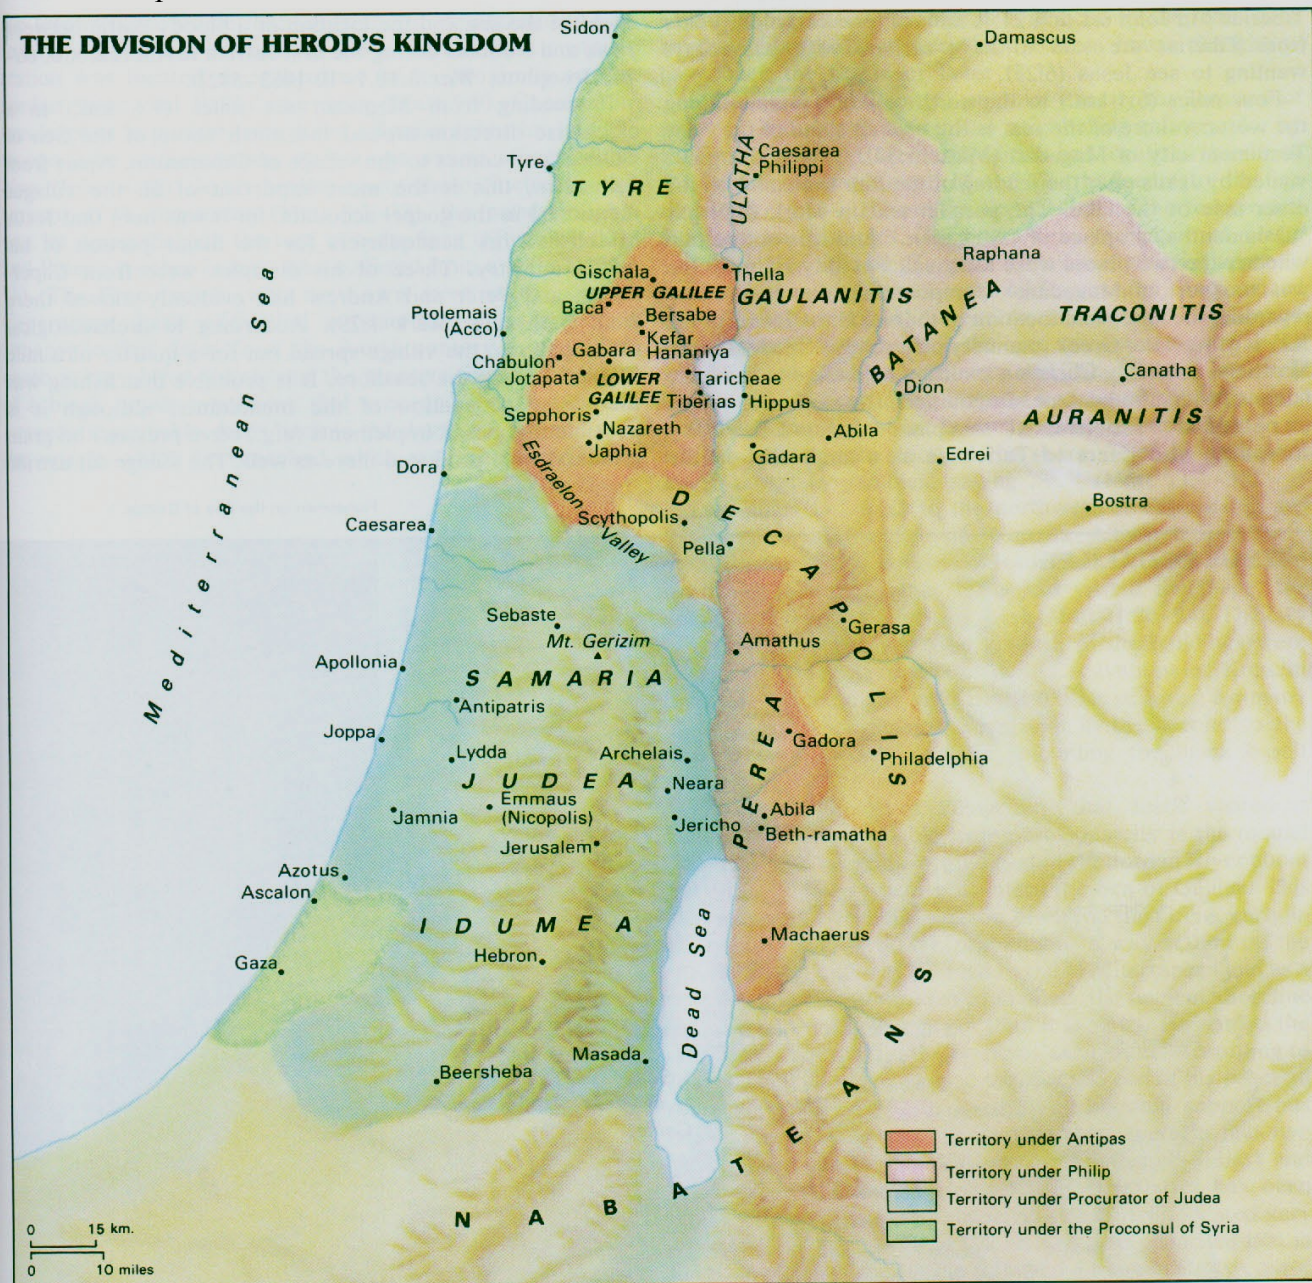 THE DIVISION OF HEROD'S KINGDOM
Sidon
Damascus
Tyre
TYRE
ULATHA
Caesarea
Philippi
Raphana
Gischala
Thella
UPPER GALILEE
GAULANITIS
BATANEA
TRACONITIS
Baca
Bersabe
Ptolemais
(Acco)
Kefar
Hananiya
Chabulon
Gabara
Jotapata
LOWER
GALILEE
Taricheae
Tiberias
Hippus
Dion
Canatha
AURANITIS
Sepphoris
Nazareth
Japhia
Abila
Gadara
Edrei
Mediterranean Sea
Dora
Esdraelon
Valley
DECAPOLIS
Bostra
Caesarea
Scythopolis
Pella
Sebaste
Mt. Gerizim
Gerasa
Amathus
Apollonia
SAMARIA
Antipatris
PEREA
Joppa
Lydda
Archelais
Gadora
Philadelphia
JUDEA
Neara
Emmaus
(Nicopolis)
Jamnia
Jericho
Abila
Beth-ramatha
Jerusalem
Azotus
Ascalon
IDUMEA
Dead Sea
Machaerus
Gaza
Hebron
Masada
Beersheba
NABATEANS
Territory under Antipas
Territory under Philip
Territory under Procurator of Judea
Territory under the Proconsul of Syria
0 15 km.
0 10 miles